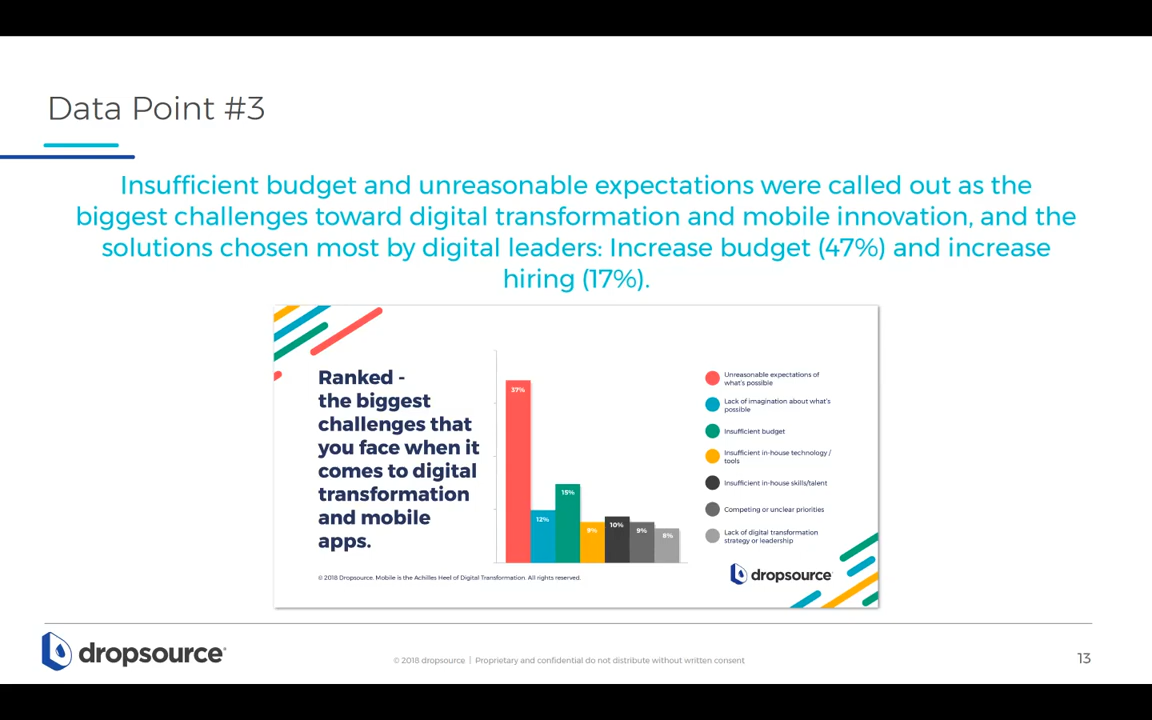 Data Point #3
Insufficient budget and unreasonable expectations were called out as the
biggest challenges toward digital transformation and mobile innovation, and the
solutions chosen most by digital leaders: Increase budget (47%) and increase
hiring (17%).
Ranked -
the biggest
challenges that
you face when it
comes to digital
transformation
and mobile
apps.
37%
12%
15%
9%
10%
9%
8%
Unreasonable expectations of
what's possible
Lack of imagination about what's
possible
Insufficient budget
Insufficient in-house technology /
tools
Insufficient in-house skills/talent
Competing or unclear priorities
Lack of digital transformation
strategy or leadership
© 2018 Dropsource. Mobile is the Achilles Heel of Digital Transformation. All rights reserved.
dropsource
dropsource
© 2018 dropsource | Proprietary and confidential do not distribute without written consent
13